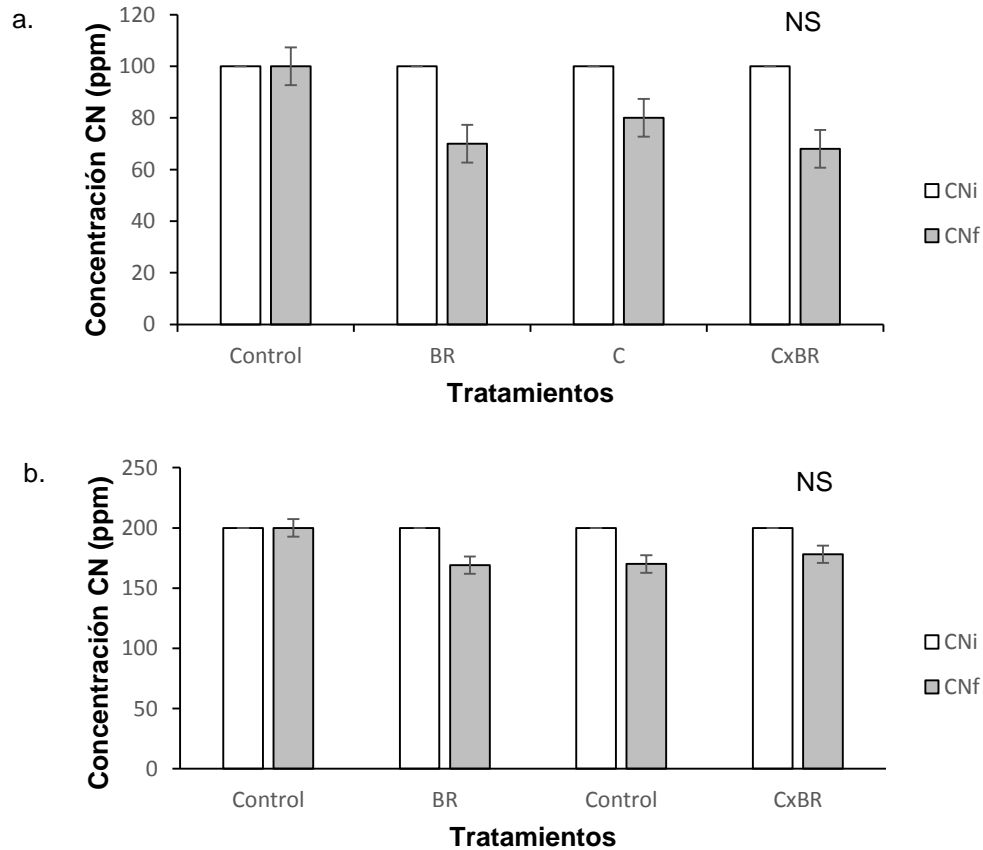 a.
NS
Concentración CN (ppm)
120
100
80
60
40
20
0
Control BR C CxBR
Tratamientos
CNi
CNf
b.
NS
Concentración CN (ppm)
250
200
150
100
50
0
Control BR Control CxBR
Tratamientos
CNi
CNf